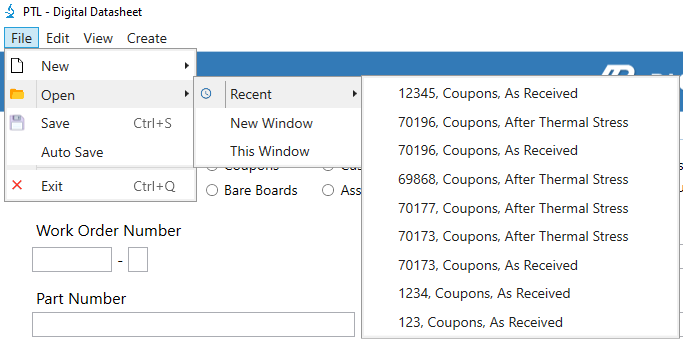 PTL - Digital Datasheet
File Edit View Create
New
Open
Save Ctrl+S
Auto Save
Exit Ctrl+Q
Recent
New Window
This Window
12345, Coupons, As Received
70196, Coupons, After Thermal Stress
70196, Coupons, As Received
69868, Coupons, After Thermal Stress
70177, Coupons, After Thermal Stress
70173, Coupons, After Thermal Stress
70173, Coupons, As Received
1234, Coupons, As Received
123, Coupons, As Received
Coupons
Bare Boards
Work Order Number
-
Part Number